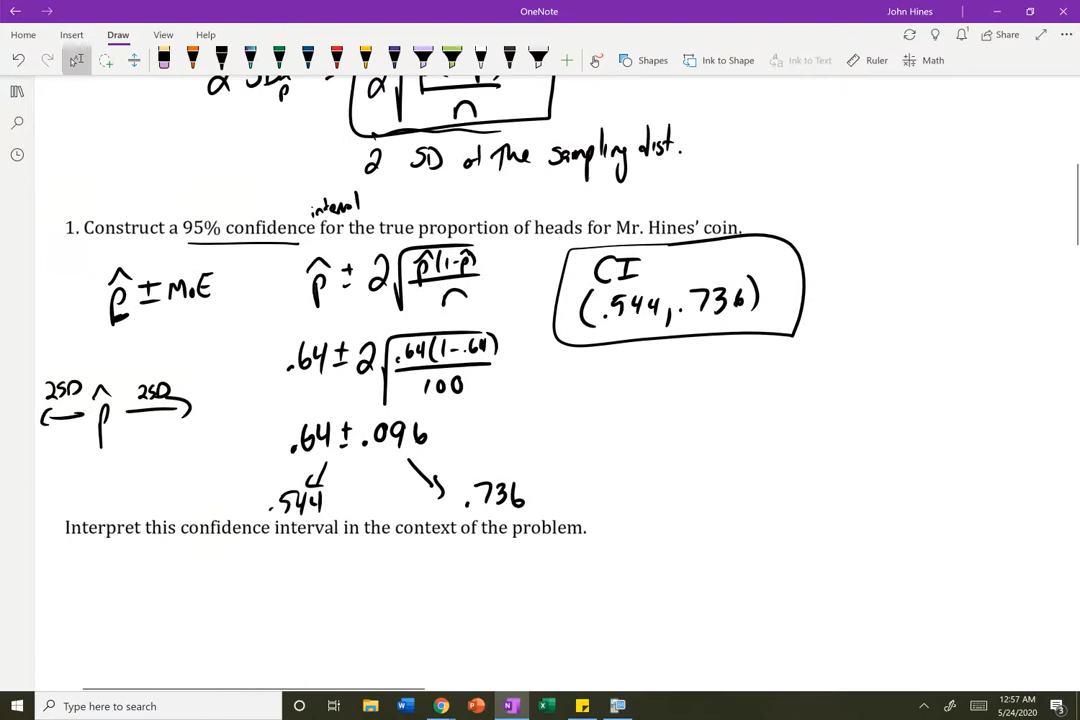 OneNote
John Hines
Home Insert Draw View Help
Share
Shapes Ink to Shape Ink to Text Ruler Math
n
2 SD of the sampling dist.
interval
1. Construct a 95% confidence for the true proportion of heads for Mr. Hines' coin.
p̂ ± MoE
p̂ ± 2√(p̂(1-p̂)/n)
CI
(.544, .736)
.64 ± 2√(.64(1-.64)/100)
2SD p̂ 2SD
.64 ± .096
.544 .736
Interpret this confidence interval in the context of the problem.
Type here to search
12:57 AM
5/24/2020
3